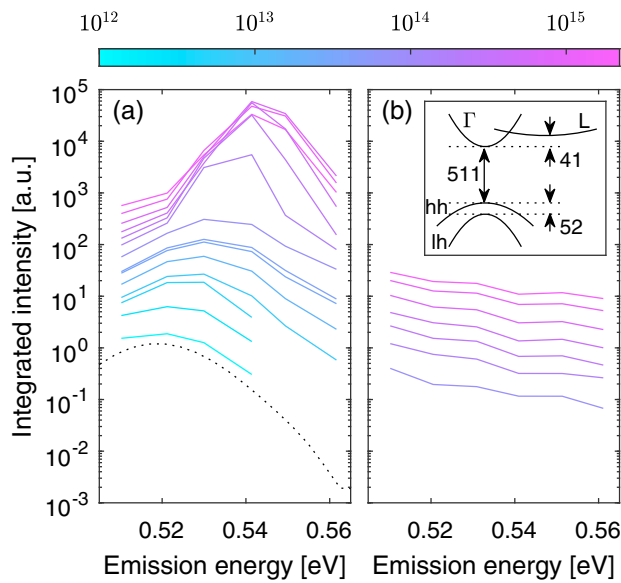 10^12 10^13 10^14 10^15
(a) (b)
Γ L
511 41
hh
52
lh
10^5
10^4
10^3
10^2
10^1
10^0
10^-1
10^-2
10^-3
Integrated intensity [a.u.]
0.52 0.54 0.56 0.52 0.54 0.56
Emission energy [eV] Emission energy [eV]